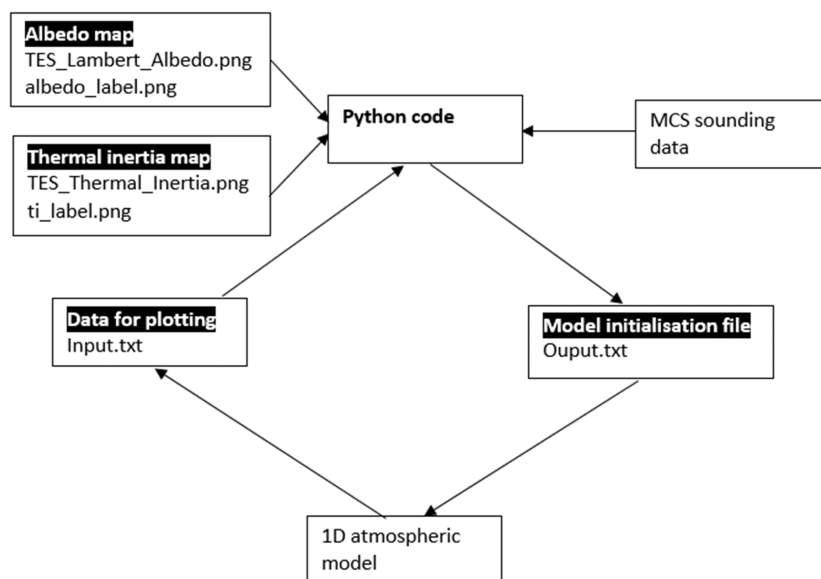 Albedo map
TES_Lambert_Albedo.png
albedo_label.png
Python code
MCS sounding
data
Thermal inertia map
TES_Thermal_Inertia.png
ti_label.png
Data for plotting
Input.txt
Model initialisation file
Ouput.txt
1D atmospheric
model